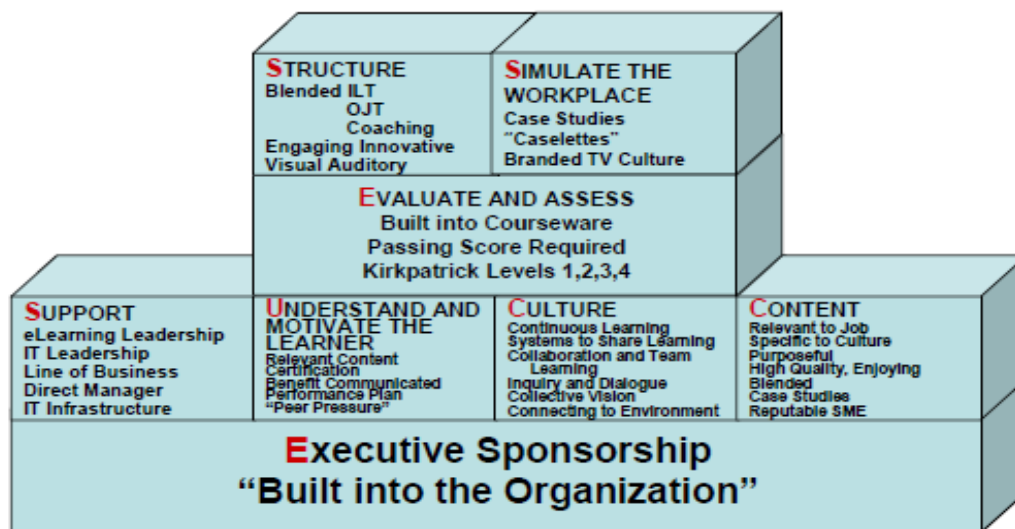 STRUCTURE
Blended ILT
OJT
Coaching
Engaging Innovative
Visual Auditory
SIMULATE THE
WORKPLACE
Case Studies
"Caselettes"
Branded TV Culture
EVALUATE AND ASSESS
Built into Courseware
Passing Score Required
Kirkpatrick Levels 1,2,3,4
SUPPORT
eLearning Leadership
IT Leadership
Line of Business
Direct Manager
IT Infrastructure
UNDERSTAND AND
MOTIVATE THE
LEARNER
Relevant Content
Certification
Benefit Communicated
Performance Plan
"Peer Pressure"
CULTURE
Continuous Learning
Systems to Share Learning
Collaboration and Team
Learning
Inquiry and Dialogue
Collective Vision
Connecting to Environment
CONTENT
Relevant to Job
Specific to Culture
Purposeful
High Quality, Enjoying
Blended
Case Studies
Reputable SME
Executive Sponsorship
"Built into the Organization"